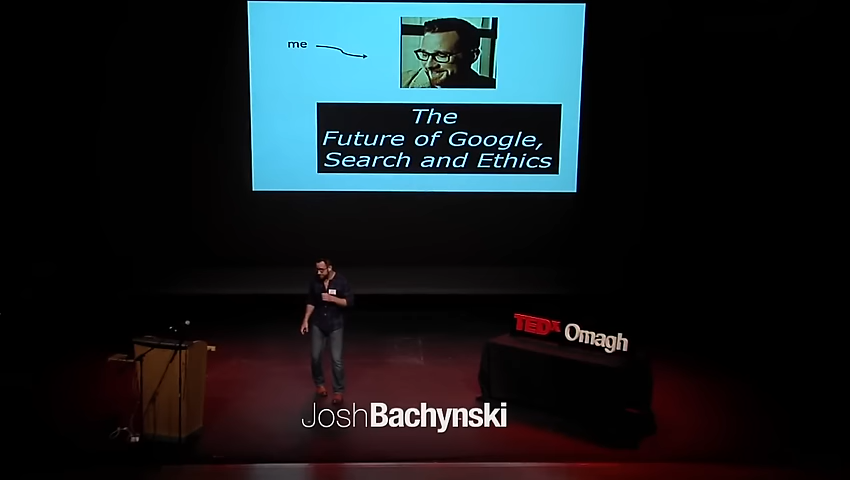 me
The
Future of Google,
Search and Ethics
TEDx Omagh
JoshBachynski